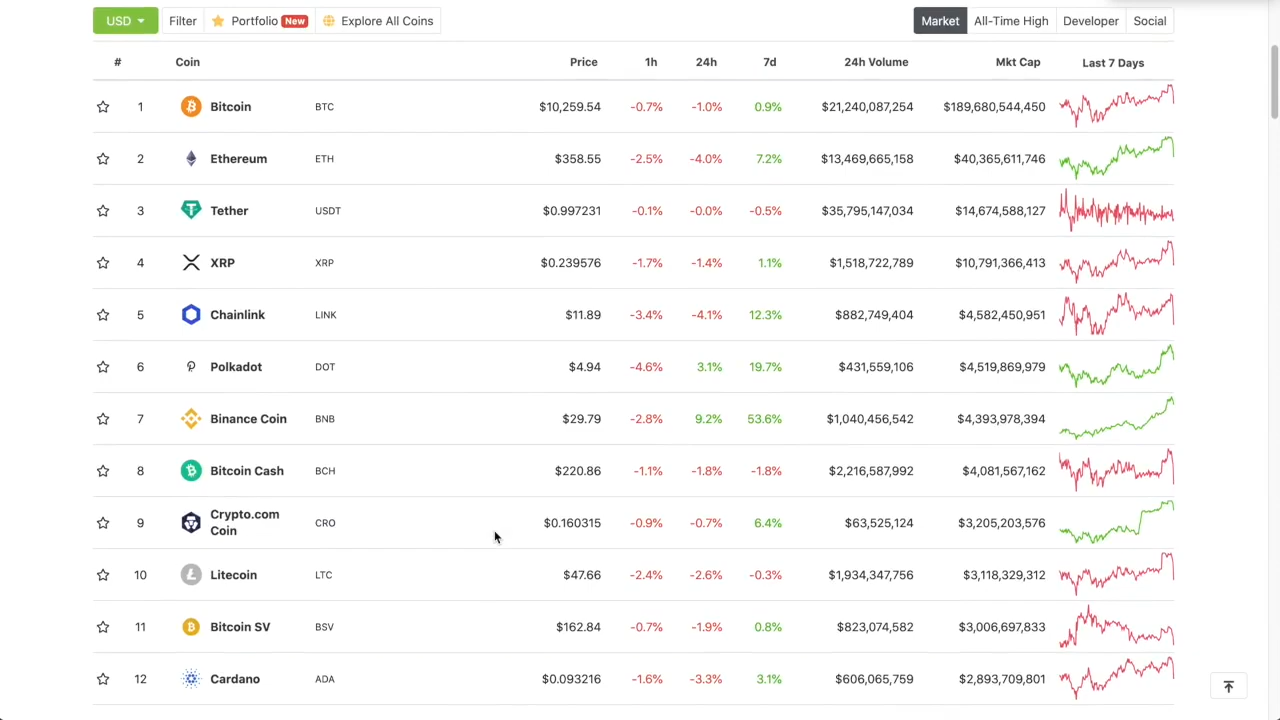 USD Filter Portfolio New Explore All Coins Market All-Time High Developer Social
# Coin Price 1h 24h 7d 24h Volume Mkt Cap Last 7 Days
1 Bitcoin BTC $10,259.54 -0.7% -1.0% 0.9% $21,240,087,254 $189,680,544,450
2 Ethereum ETH $358.55 -2.5% -4.0% 7.2% $13,469,665,158 $40,365,611,746
3 Tether USDT $0.997231 -0.1% -0.0% -0.5% $35,795,147,034 $14,674,588,127
4 XRP XRP $0.239576 -1.7% -1.4% 1.1% $1,518,722,789 $10,791,366,413
5 Chainlink LINK $11.89 -3.4% -4.1% 12.3% $882,749,404 $4,582,450,951
6 Polkadot DOT $4.94 -4.6% 3.1% 19.7% $431,559,106 $4,519,869,979
7 Binance Coin BNB $29.79 -2.8% 9.2% 53.6% $1,040,456,542 $4,393,978,394
8 Bitcoin Cash BCH $220.86 -1.1% -1.8% -1.8% $2,216,587,992 $4,081,567,162
9 Crypto.com Coin CRO $0.160315 -0.9% -0.7% 6.4% $63,525,124 $3,205,203,576
10 Litecoin LTC $47.66 -2.4% -2.6% -0.3% $1,934,347,756 $3,118,329,312
11 Bitcoin SV BSV $162.84 -0.7% -1.9% 0.8% $823,074,582 $3,006,697,833
12 Cardano ADA $0.093216 -1.6% -3.3% 3.1% $606,065,759 $2,893,709,801